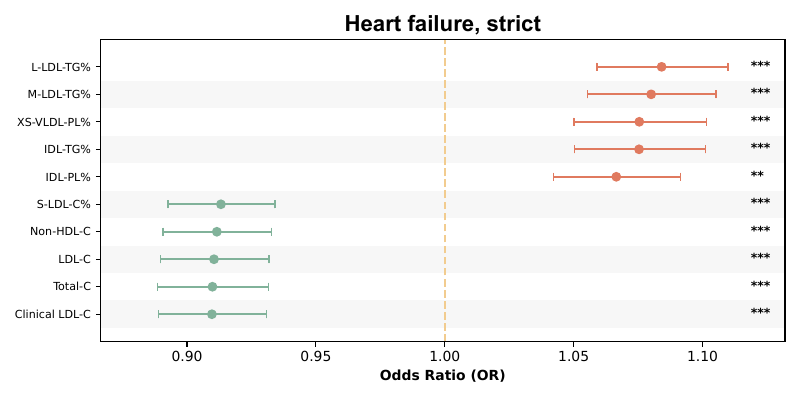 Heart failure, strict
L-LDL-TG% ***
M-LDL-TG% ***
XS-VLDL-PL% ***
IDL-TG% ***
IDL-PL% **
S-LDL-C% ***
Non-HDL-C ***
LDL-C ***
Total-C ***
Clinical LDL-C ***
0.90 0.95 1.00 1.05 1.10
Odds Ratio (OR)